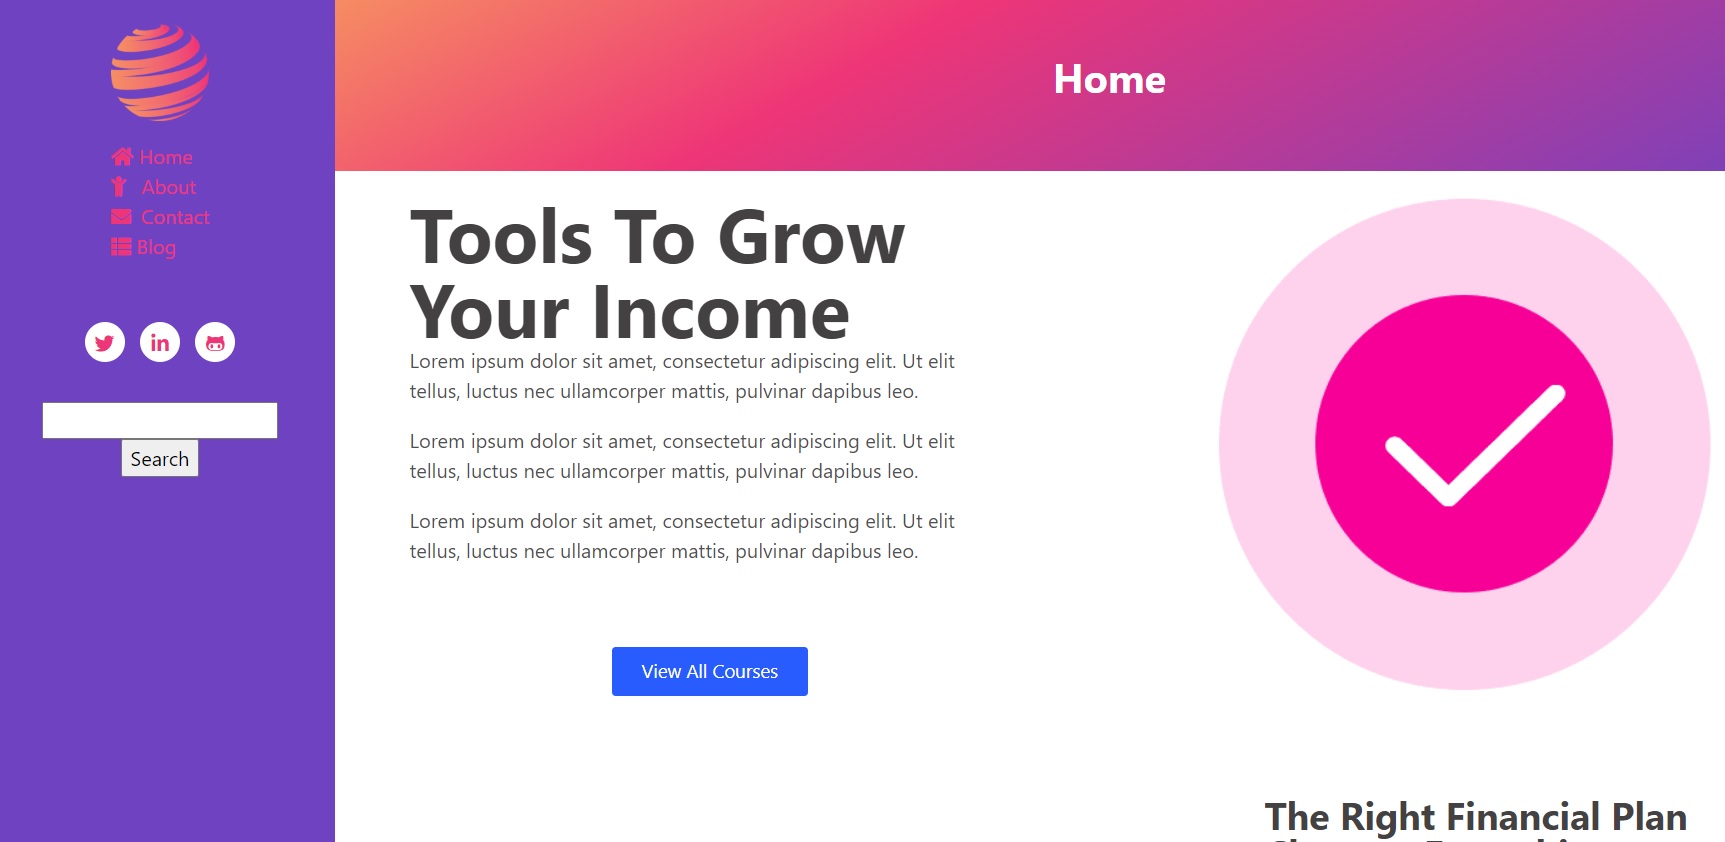 Home
About
Contact
Blog
Search
Home
Tools To Grow
Your Income
Lorem ipsum dolor sit amet, consectetur adipiscing elit. Ut elit
tellus, luctus nec ullamcorper mattis, pulvinar dapibus leo.
Lorem ipsum dolor sit amet, consectetur adipiscing elit. Ut elit
tellus, luctus nec ullamcorper mattis, pulvinar dapibus leo.
Lorem ipsum dolor sit amet, consectetur adipiscing elit. Ut elit
tellus, luctus nec ullamcorper mattis, pulvinar dapibus leo.
View All Courses
The Right Financial Plan